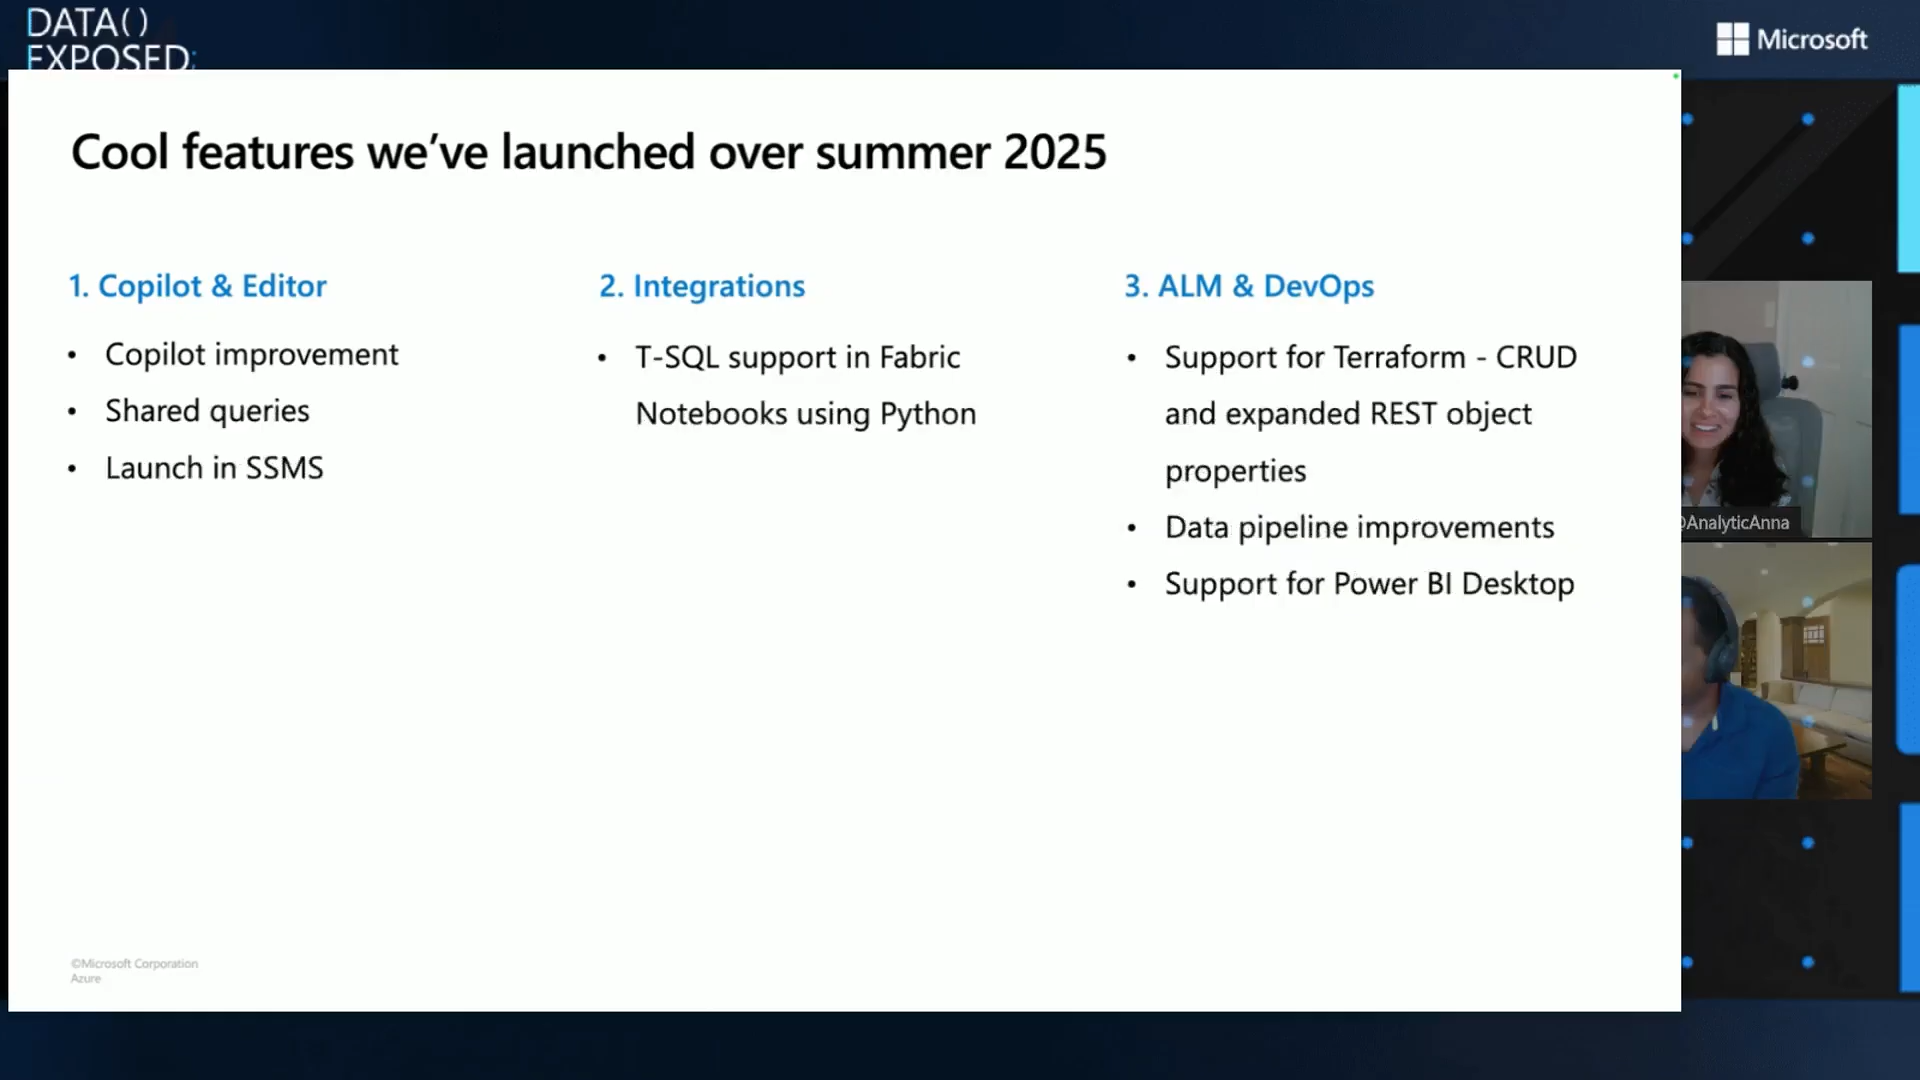 DATA()
EXPOSED;
Microsoft
Cool features we've launched over summer 2025
1. Copilot & Editor
• Copilot improvement
• Shared queries
• Launch in SSMS
2. Integrations
• T-SQL support in Fabric
Notebooks using Python
3. ALM & DevOps
• Support for Terraform - CRUD
and expanded REST object
properties
• Data pipeline improvements
• Support for Power BI Desktop
@AnalyticAnna
©Microsoft Corporation
Azure